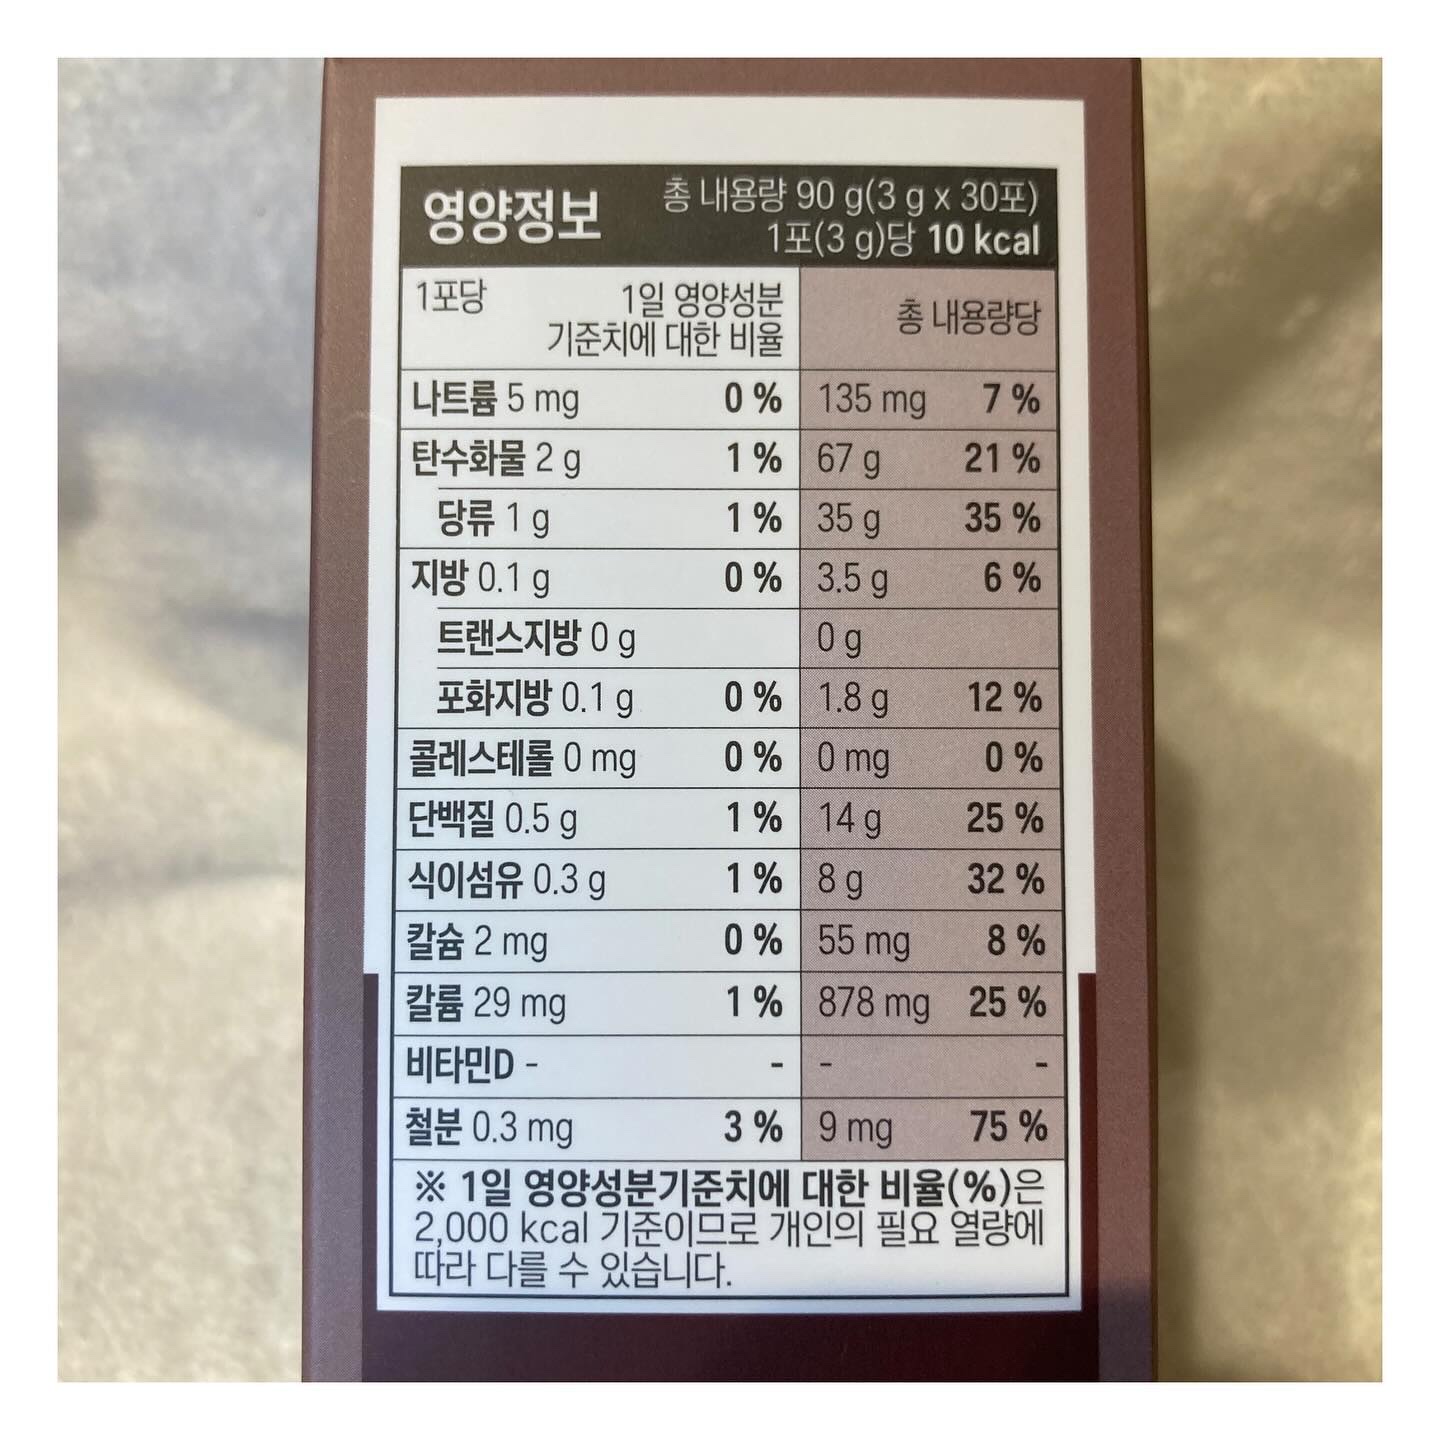 영양정보
총 내용량 90 g(3 g x 30포)
1포(3 g)당 10 kcal
1포당 1일 영양성분 기준치에 대한 비율 총 내용량당
나트륨 5 mg 0 % 135 mg 7 %
탄수화물 2 g 1 % 67 g 21 %
당류 1 g 1 % 35 g 35 %
지방 0.1 g 0 % 3.5 g 6 %
트랜스지방 0 g 0 g
포화지방 0.1 g 0 % 1.8 g 12 %
콜레스테롤 0 mg 0 % 0 mg 0 %
단백질 0.5 g 1 % 14 g 25 %
식이섬유 0.3 g 1 % 8 g 32 %
칼슘 2 mg 0 % 55 mg 8 %
칼륨 29 mg 1 % 878 mg 25 %
비타민D - - - -
철분 0.3 mg 3 % 9 mg 75 %
※ 1일 영양성분기준치에 대한 비율(%)은
2,000 kcal 기준이므로 개인의 필요 열량에
따라 다를 수 있습니다.